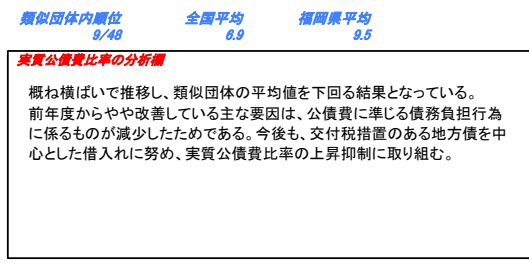 類似団体内順位 全国平均 福岡県平均
9/48 6.9 9.5
実質公債費比率の分析欄
概ね横ばいで推移し、類似団体の平均値を下回る結果となっている。
前年度からやや改善している主な要因は、公債費に準じる債務負担行為
に係るものが減少したためである。今後も、交付税措置のある地方債を中
心とした借入れに努め、実質公債費比率の上昇抑制に取り組む。